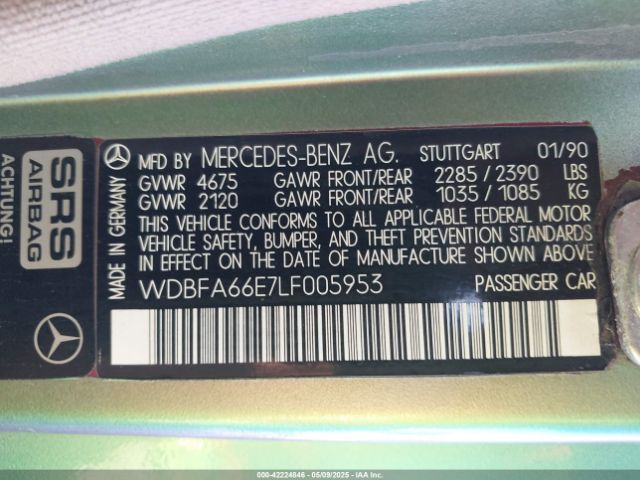 ACHTUNG!
SRS
AIRBAG
MADE IN GERMANY
MFD BY MERCEDES-BENZ AG. STUTTGART 01/90
GVWR 4675 GAWR FRONT/REAR 2285 / 2390 LBS
GVWR 2120 GAWR FRONT/REAR 1035 / 1085 KG
THIS VEHICLE CONFORMS TO ALL APPLICABLE FEDERAL MOTOR
VEHICLE SAFETY, BUMPER, AND THEFT PREVENTION STANDARDS
IN EFFECT ON THE DATE OF MANUFACTURE SHOWN ABOVE
WDBFA66E7LF005953 PASSENGER CAR
000-42224846 - 05/09/2025 - IAAI.COM